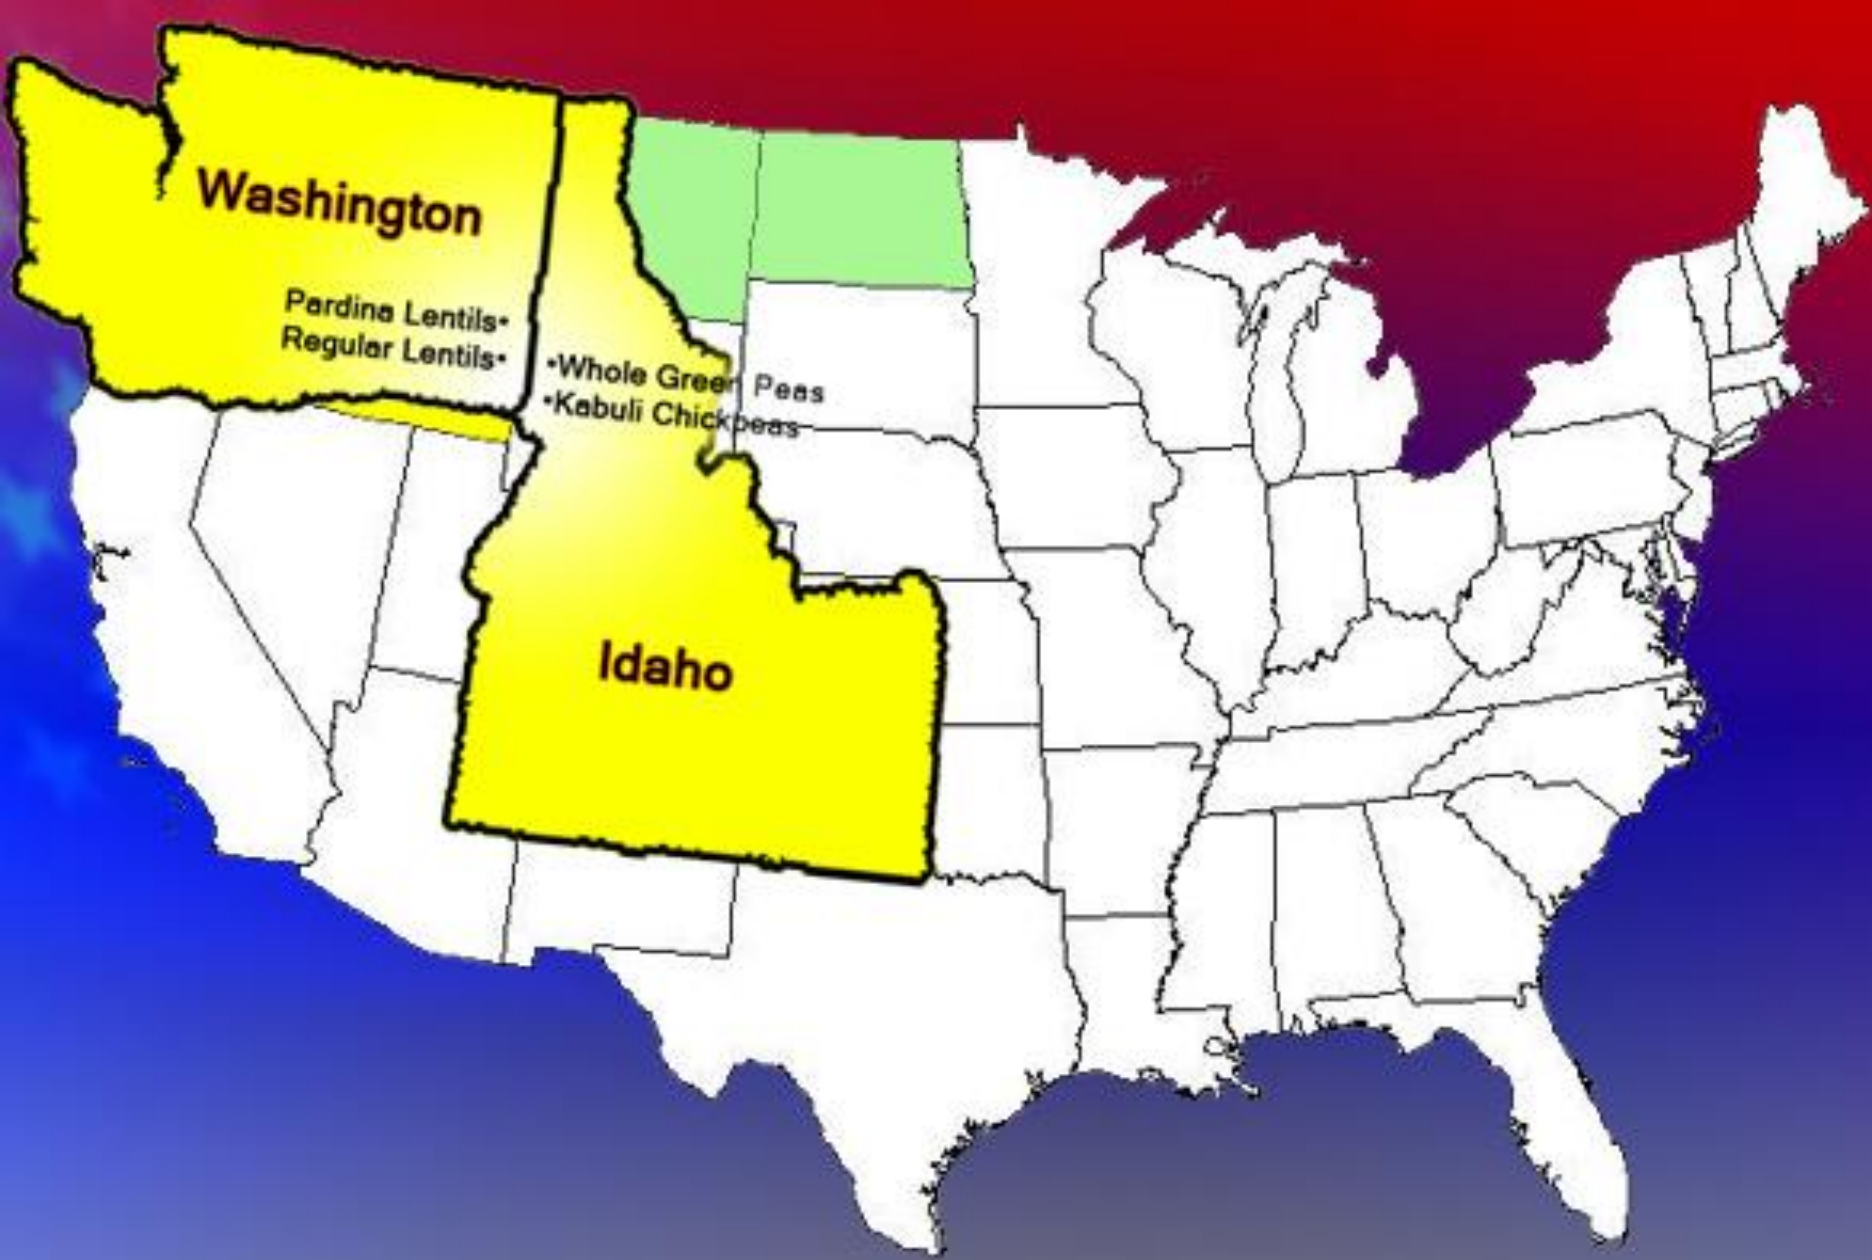 Washington
Pardina Lentils•
Regular Lentils•
•Whole Green Peas
•Kabuli Chickpeas
Idaho